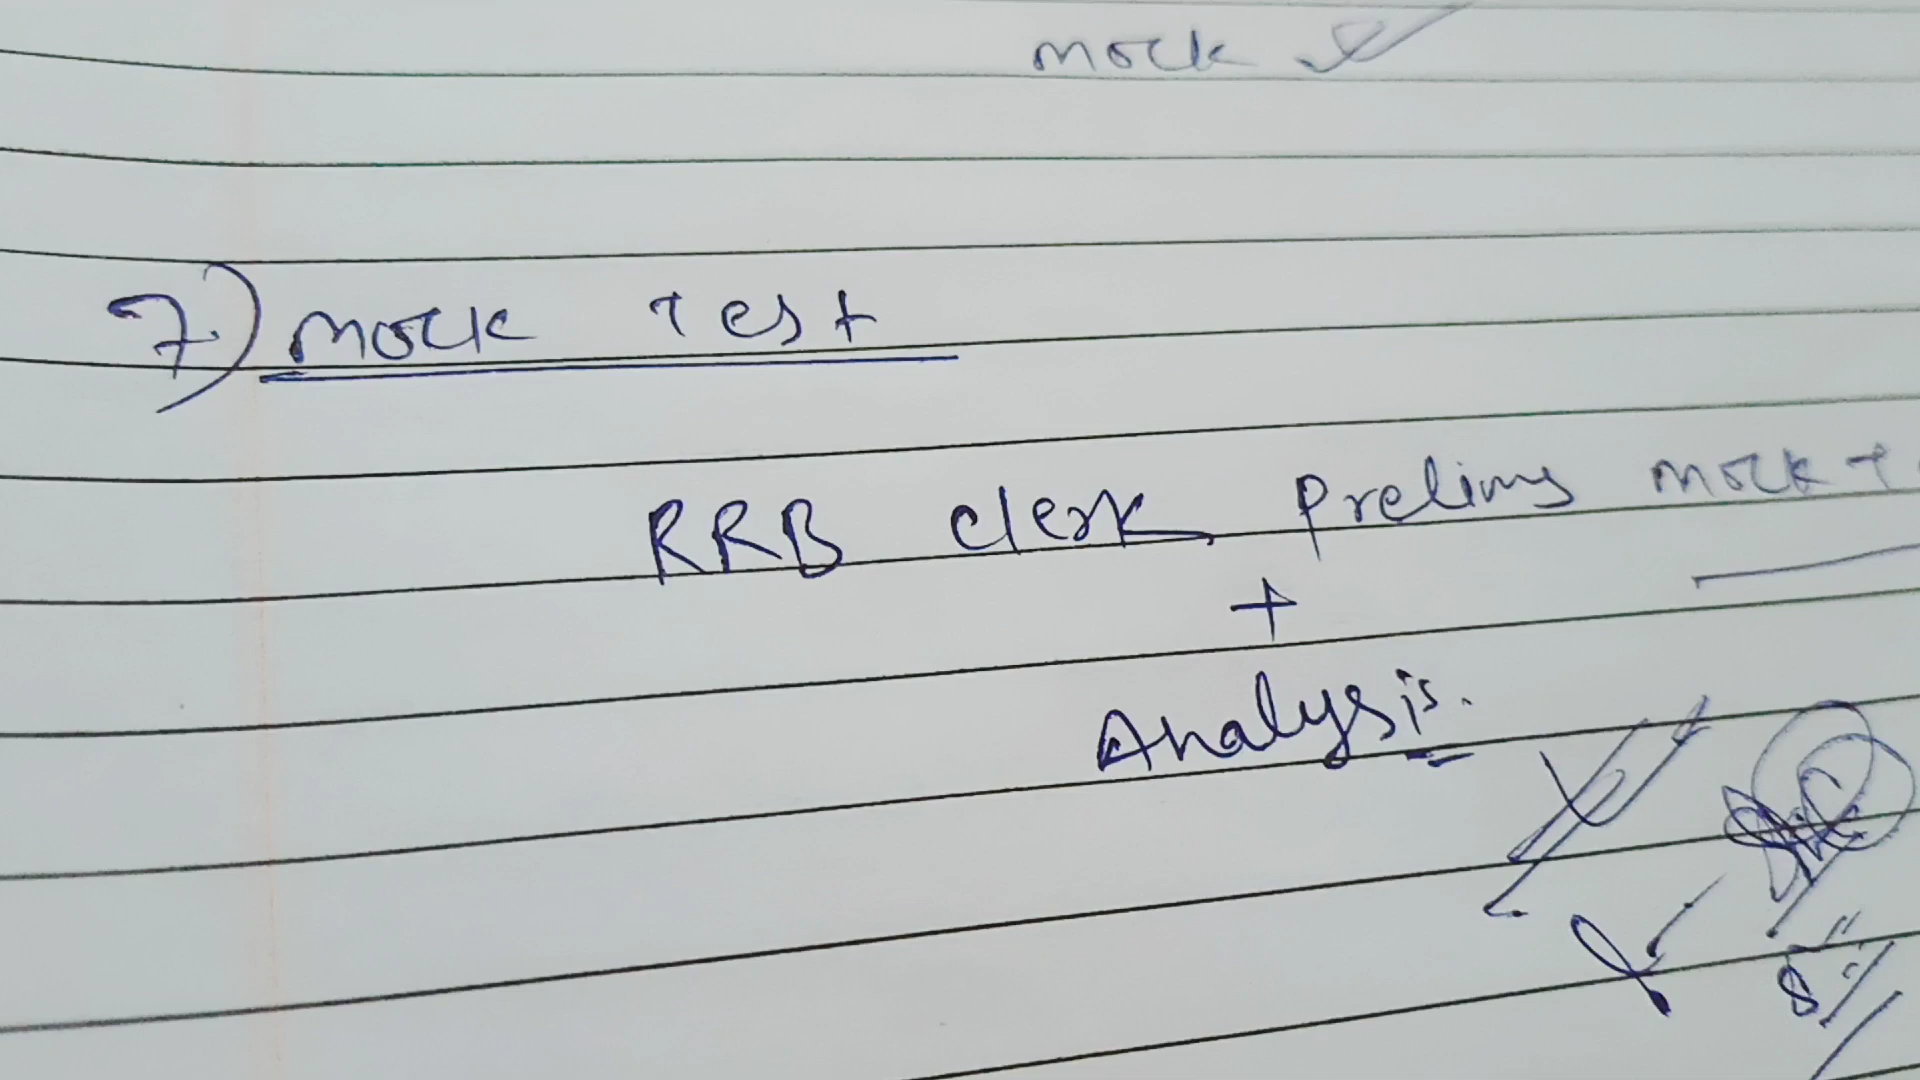 mock
7) mock Test
RRB clerk prelims mock t
+
Analysis.